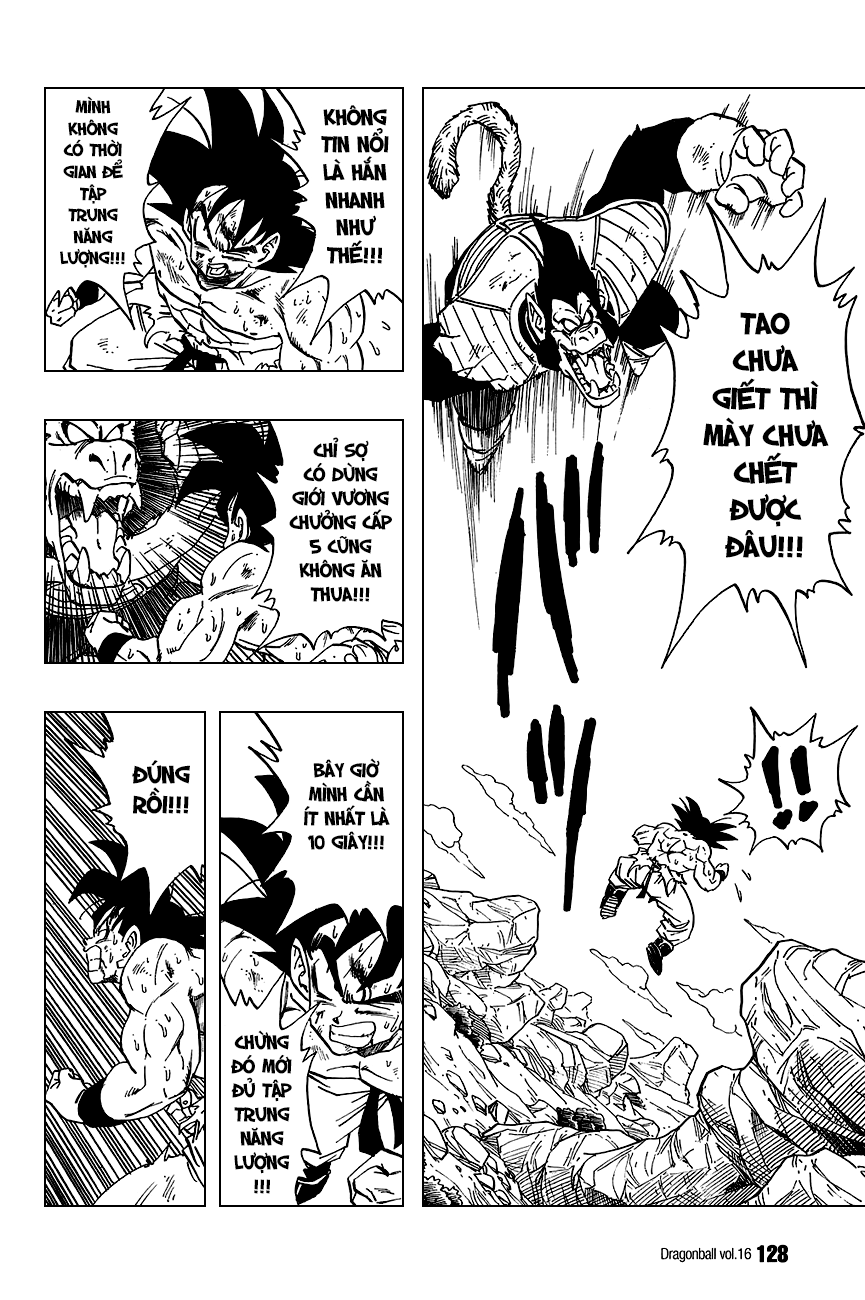 TAO
CHƯA
GIẾT THÌ
MÀY CHƯA
CHẾT
ĐƯỢC
ĐÂU!!!
!!
KHÔNG
TIN NỔI
LÀ HẮN
NHANH
NHƯ
THẾ!!!
MÌNH
KHÔNG
CÓ THỜI
GIAN ĐỂ
TẬP
TRUNG
NĂNG
LƯỢNG!!!
CHỈ SỢ
CÓ DÙNG
GIỚI VƯƠNG
CHƯỞNG CẤP
5 CŨNG
KHÔNG ĂN
THUA!!!
BÂY GIỜ
MÌNH CẦN
ÍT NHẤT LÀ
10 GIÂY!!!
CHỪNG
ĐÓ MỚI
ĐỦ TẬP
TRUNG
NĂNG
LƯỢNG
!!!
ĐÚNG
RỒI!!!
Dragonball vol.16 128